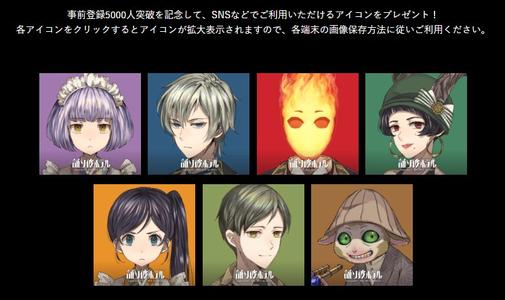 事前登録5000人突破を記念して、SNSなどでご利用いただけるアイコンをプレゼント！
各アイコンをクリックするとアイコンが拡大表示されますので、各端末の画像保存方法に従いご利用ください。